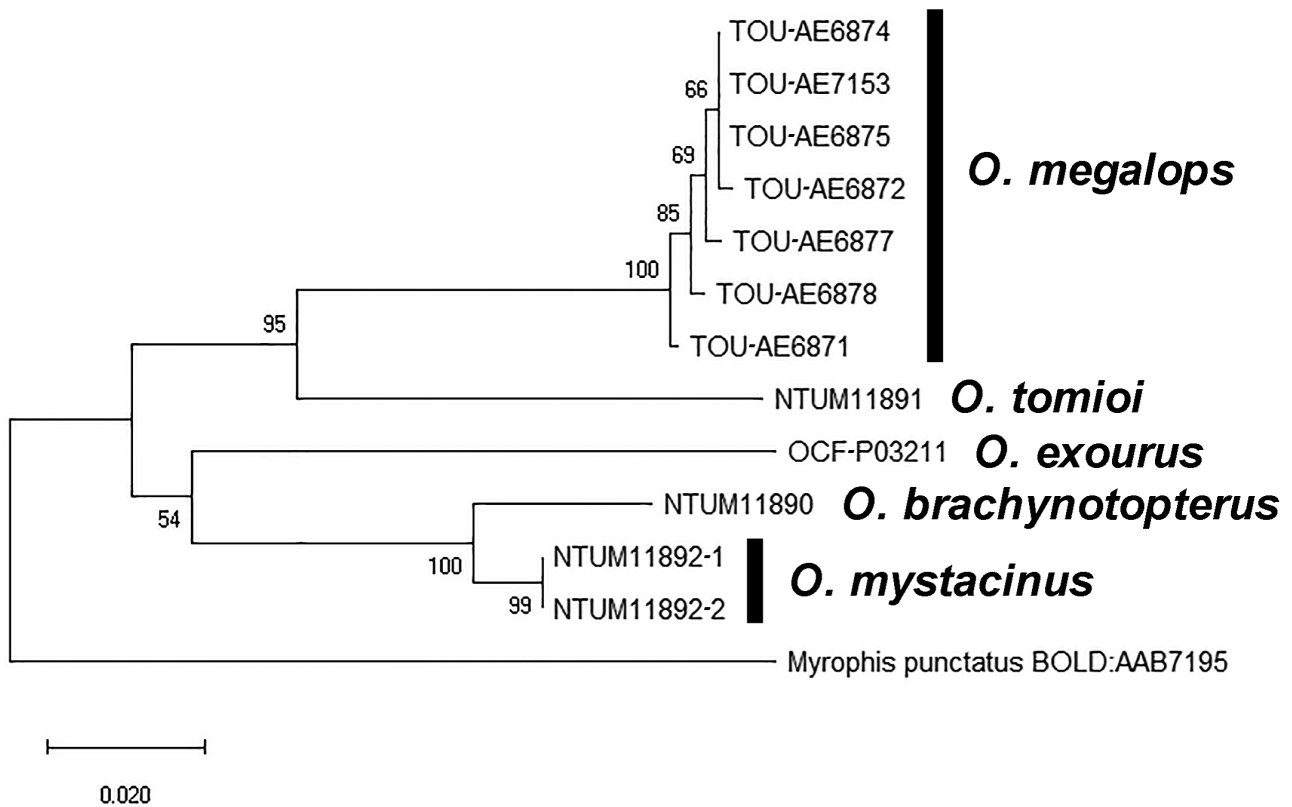 TOU-AE6874
TOU-AE7153
66
TOU-AE6875
69
O. megalops
TOU-AE6872
85
TOU-AE6877
100
TOU-AE6878
95
TOU-AE6871
NTUM11891 O. tomioi
OCF-P03211 O. exourus
54
NTUM11890 O. brachynotopterus
100
NTUM11892-1
O. mystacinus
99
NTUM11892-2
Myrophis punctatus BOLD:AAB7195
0.020